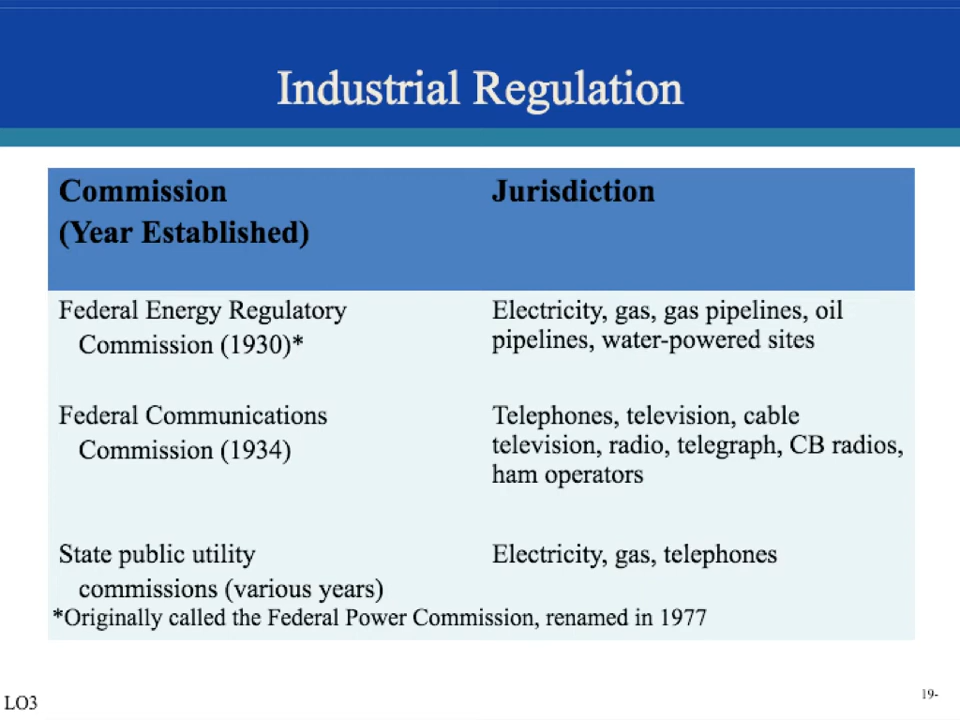 Industrial Regulation
Commission
(Year Established)
Jurisdiction
Federal Energy Regulatory
Commission (1930)*
Electricity, gas, gas pipelines, oil
pipelines, water-powered sites
Federal Communications
Commission (1934)
Telephones, television, cable
television, radio, telegraph, CB radios,
ham operators
State public utility
commissions (various years)
Electricity, gas, telephones
*Originally called the Federal Power Commission, renamed in 1977
LO3
19-